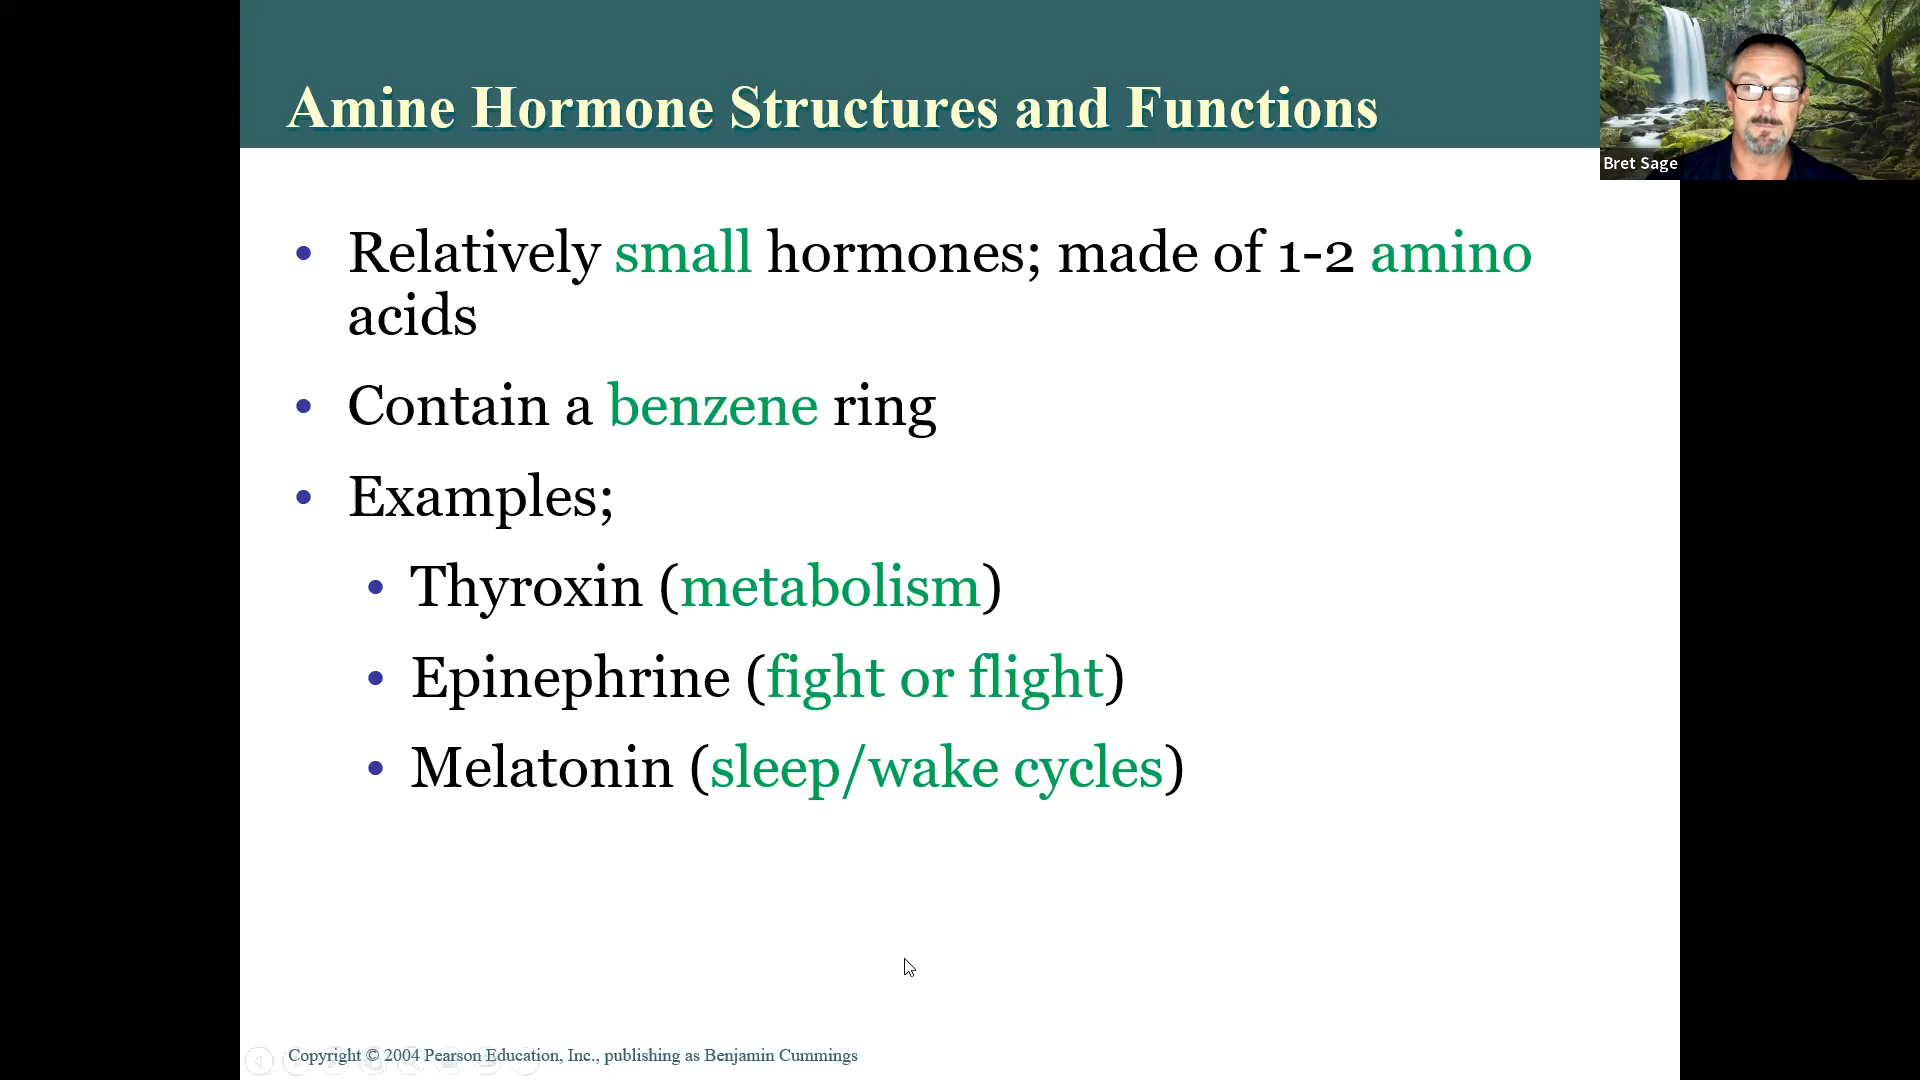 Amine Hormone Structures and Functions
Bret Sage
• Relatively small hormones; made of 1-2 amino
acids
• Contain a benzene ring
• Examples;
• Thyroxin (metabolism)
• Epinephrine (fight or flight)
• Melatonin (sleep/wake cycles)
Copyright © 2004 Pearson Education, Inc., publishing as Benjamin Cummings